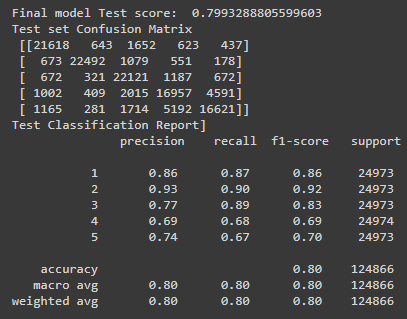 Final model Test score:  0.7993288805599603
Test set Confusion Matrix
[[21618   643  1652   623   437]
[  673 22492  1079   551   178]
[  672   321 22121  1187   672]
[ 1002   409  2015 16957  4591]
[ 1165   281  1714  5192 16621]]
Test Classification Report]
precision    recall  f1-score   support
1       0.86      0.87      0.86     24973
2       0.93      0.90      0.92     24973
3       0.77      0.89      0.83     24973
4       0.69      0.68      0.69     24974
5       0.74      0.67      0.70     24973
accuracy                           0.80    124866
macro avg       0.80      0.80      0.80    124866
weighted avg       0.80      0.80      0.80    124866